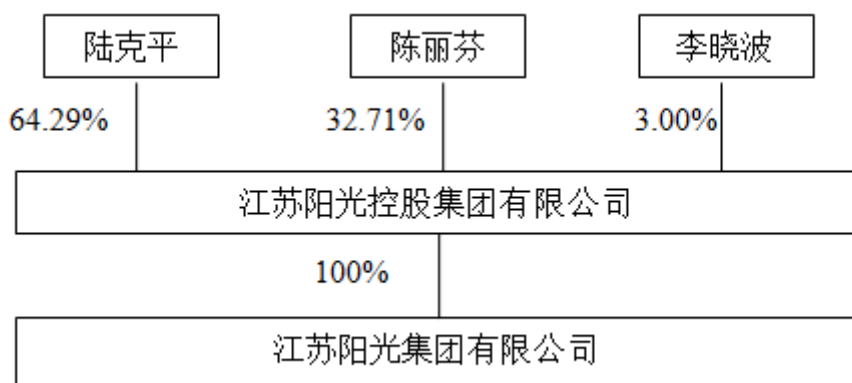 陆克平 陈丽芬 李晓波
64.29% 32.71% 3.00%
江苏阳光控股集团有限公司
100%
江苏阳光集团有限公司